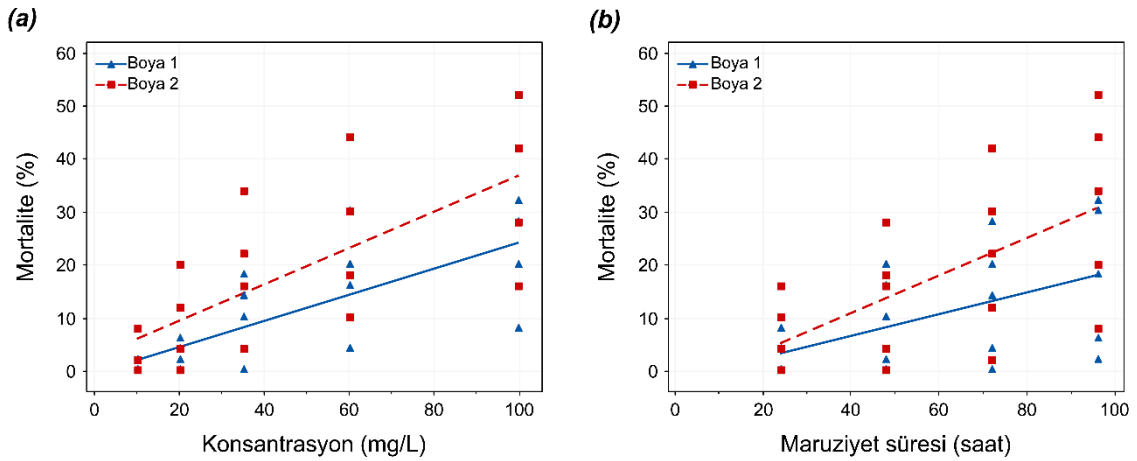 (a)
Boya 1
Boya 2
Mortalite (%)
60
50
40
30
20
10
0
0 20 40 60 80 100
Konsantrasyon (mg/L)
(b)
Boya 1
Boya 2
Mortalite (%)
60
50
40
30
20
10
0
0 20 40 60 80 100
Maruziyet süresi (saat)